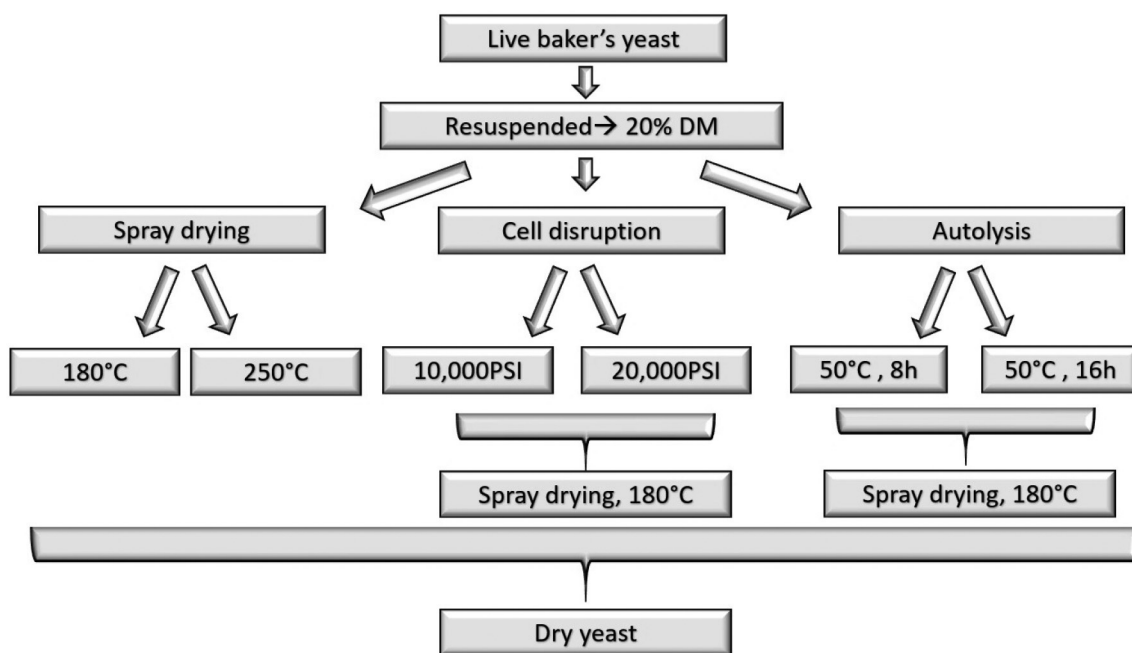 Live baker's yeast
Resuspended→ 20% DM
Spray drying
Cell disruption
Autolysis
180°C
250°C
10,000PSI
20,000PSI
50°C , 8h
50°C , 16h
Spray drying, 180°C
Spray drying, 180°C
Dry yeast